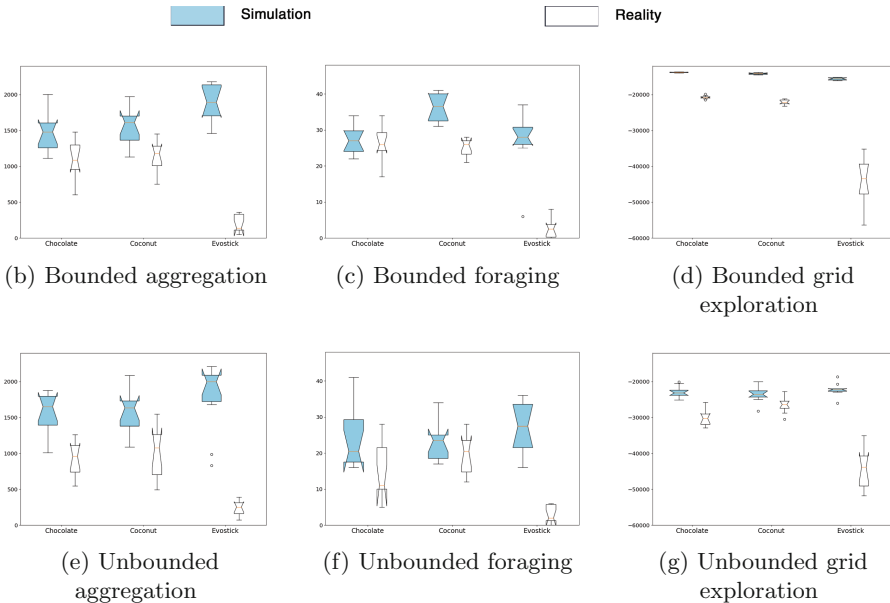 Simulation
Reality
2000
1500
1000
500
0
Chocolate Coconut Evostick
40
30
20
10
0
Chocolate Coconut Evostick
−20000
−30000
−40000
−50000
−60000
Chocolate Coconut Evostick
(b) Bounded aggregation
(c) Bounded foraging
(d) Bounded grid
exploration
2000
1500
1000
500
0
Chocolate Coconut Evostick
40
30
20
10
0
Chocolate Coconut Evostick
−20000
−30000
−40000
−50000
−60000
Chocolate Coconut Evostick
(e) Unbounded
aggregation
(f) Unbounded foraging
(g) Unbounded grid
exploration